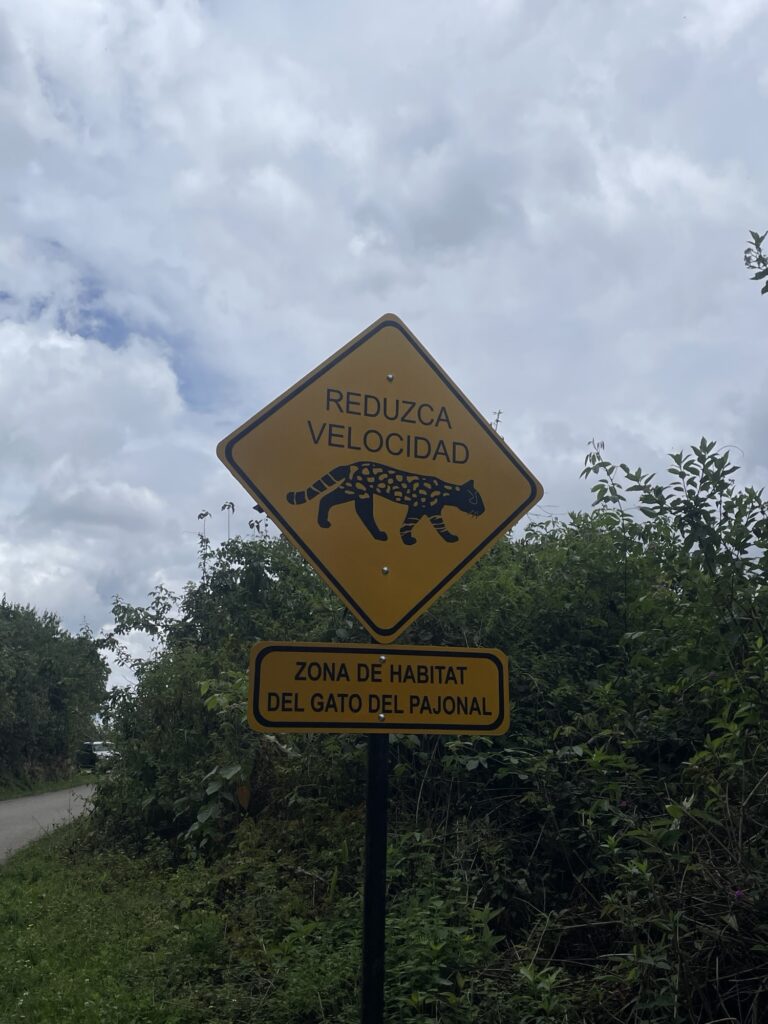 REDUZCA
VELOCIDAD
ZONA DE HABITAT
DEL GATO DEL PAJONAL